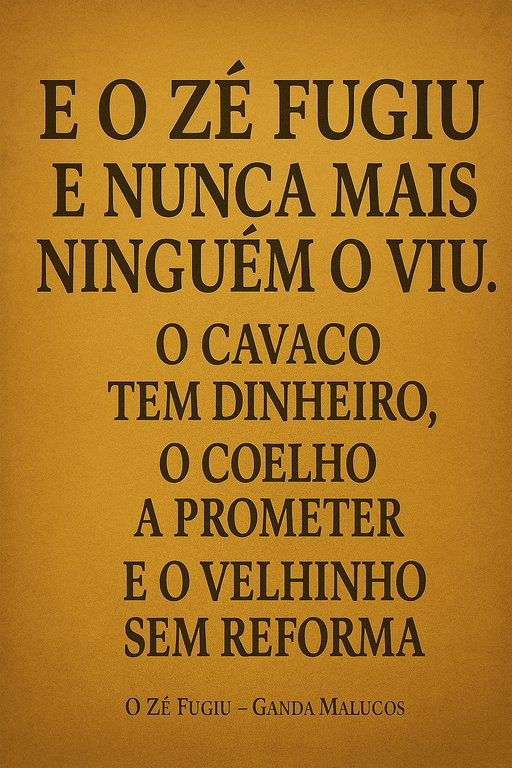 E O ZÉ FUGIU
E NUNCA MAIS
NINGUÉM O VIU.
O CAVACO
TEM DINHEIRO,
O COELHO
A PROMETER
E O VELHINHO
SEM REFORMA
O ZÉ FUGIU – GANDA MALUCOS